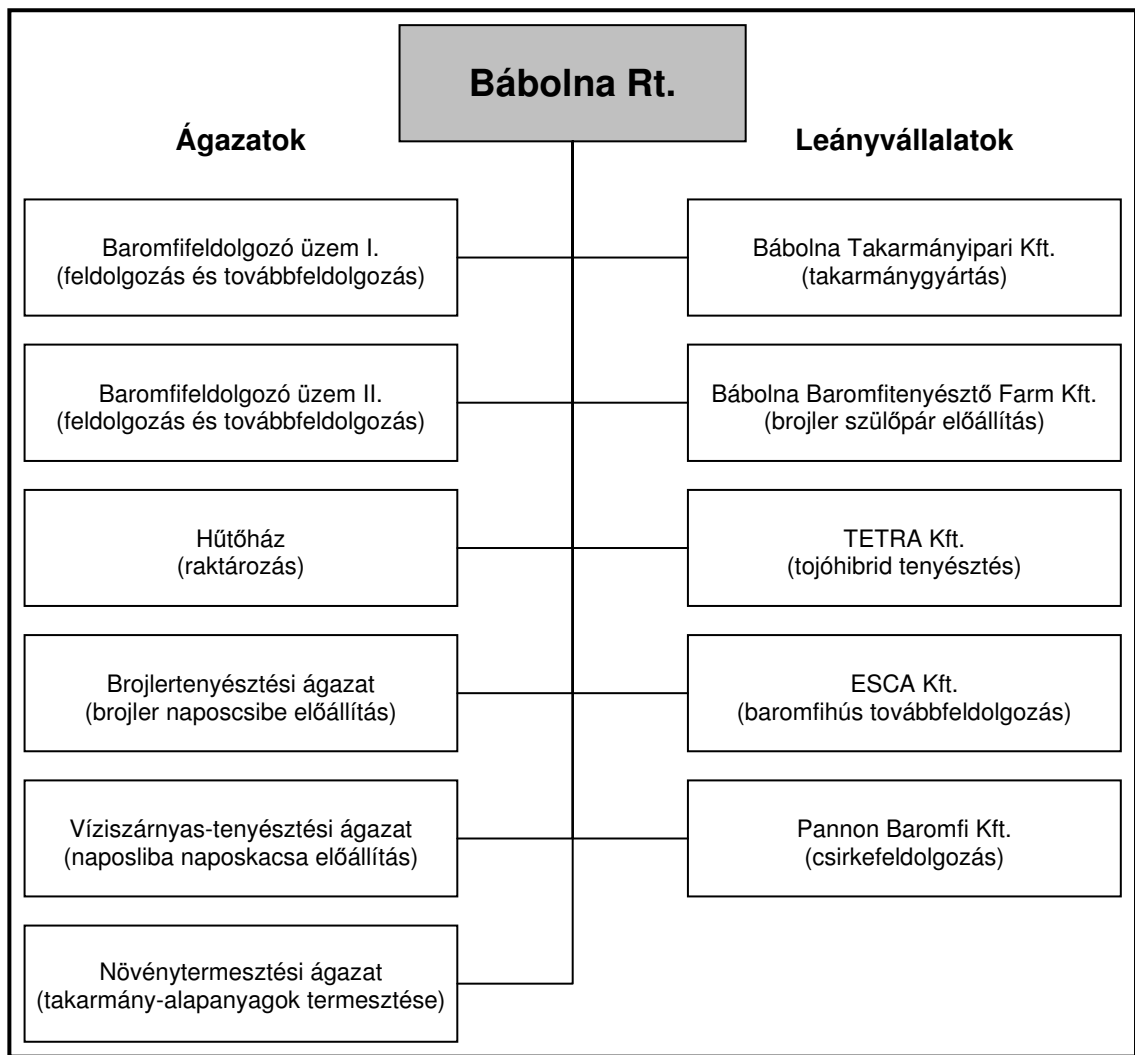 Bábolna Rt.
Ágazatok
Leányvállalatok
Baromfifeldolgozó üzem I.
(feldolgozás és továbbfeldolgozás)
Bábolna Takarmányipari Kft.
(takarmánygyártás)
Baromfifeldolgozó üzem II.
(feldolgozás és továbbfeldolgozás)
Bábolna Baromfitenyésztő Farm Kft.
(brojler szülőpár előállítás)
Hűtőház
(raktározás)
TETRA Kft.
(tojóhibrid tenyésztés)
Brojlertenyésztési ágazat
(brojler naposcsibe előállítás)
ESCA Kft.
(baromfihús továbbfeldolgozás)
Víziszárnyas-tenyésztési ágazat
(naposliba naposkacsa előállítás)
Pannon Baromfi Kft.
(csirkefeldolgozás)
Növénytermesztési ágazat
(takarmány-alapanyagok termesztése)